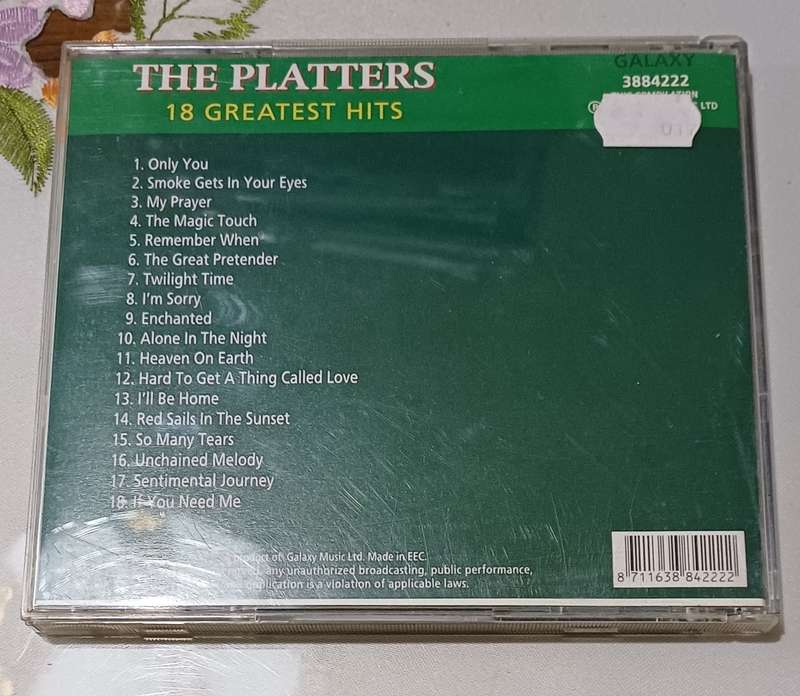 THE PLATTERS
18 GREATEST HITS
GALAXY
3884222
THIS COMPILATION
LTD
1. Only You
2. Smoke Gets In Your Eyes
3. My Prayer
4. The Magic Touch
5. Remember When
6. The Great Pretender
7. Twilight Time
8. I'm Sorry
9. Enchanted
10. Alone In The Night
11. Heaven On Earth
12. Hard To Get A Thing Called Love
13. I'll Be Home
14. Red Sails In The Sunset
15. So Many Tears
16. Unchained Melody
17. Sentimental Journey
18. If You Need Me
product of. Galaxy Music Ltd. Made in EEC.
any unauthorized broadcasting, public performance,
is a violation of applicable laws.
8 711638 842222